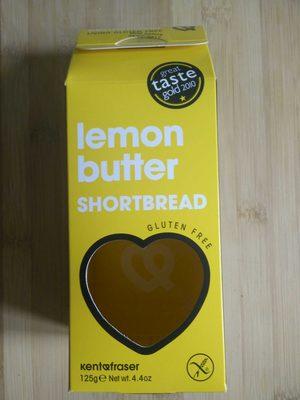 great
taste
gold 2010
lemon
butter
SHORTBREAD
GLUTEN FREE
Kent&fraser
125g e Net wt. 4.4oz